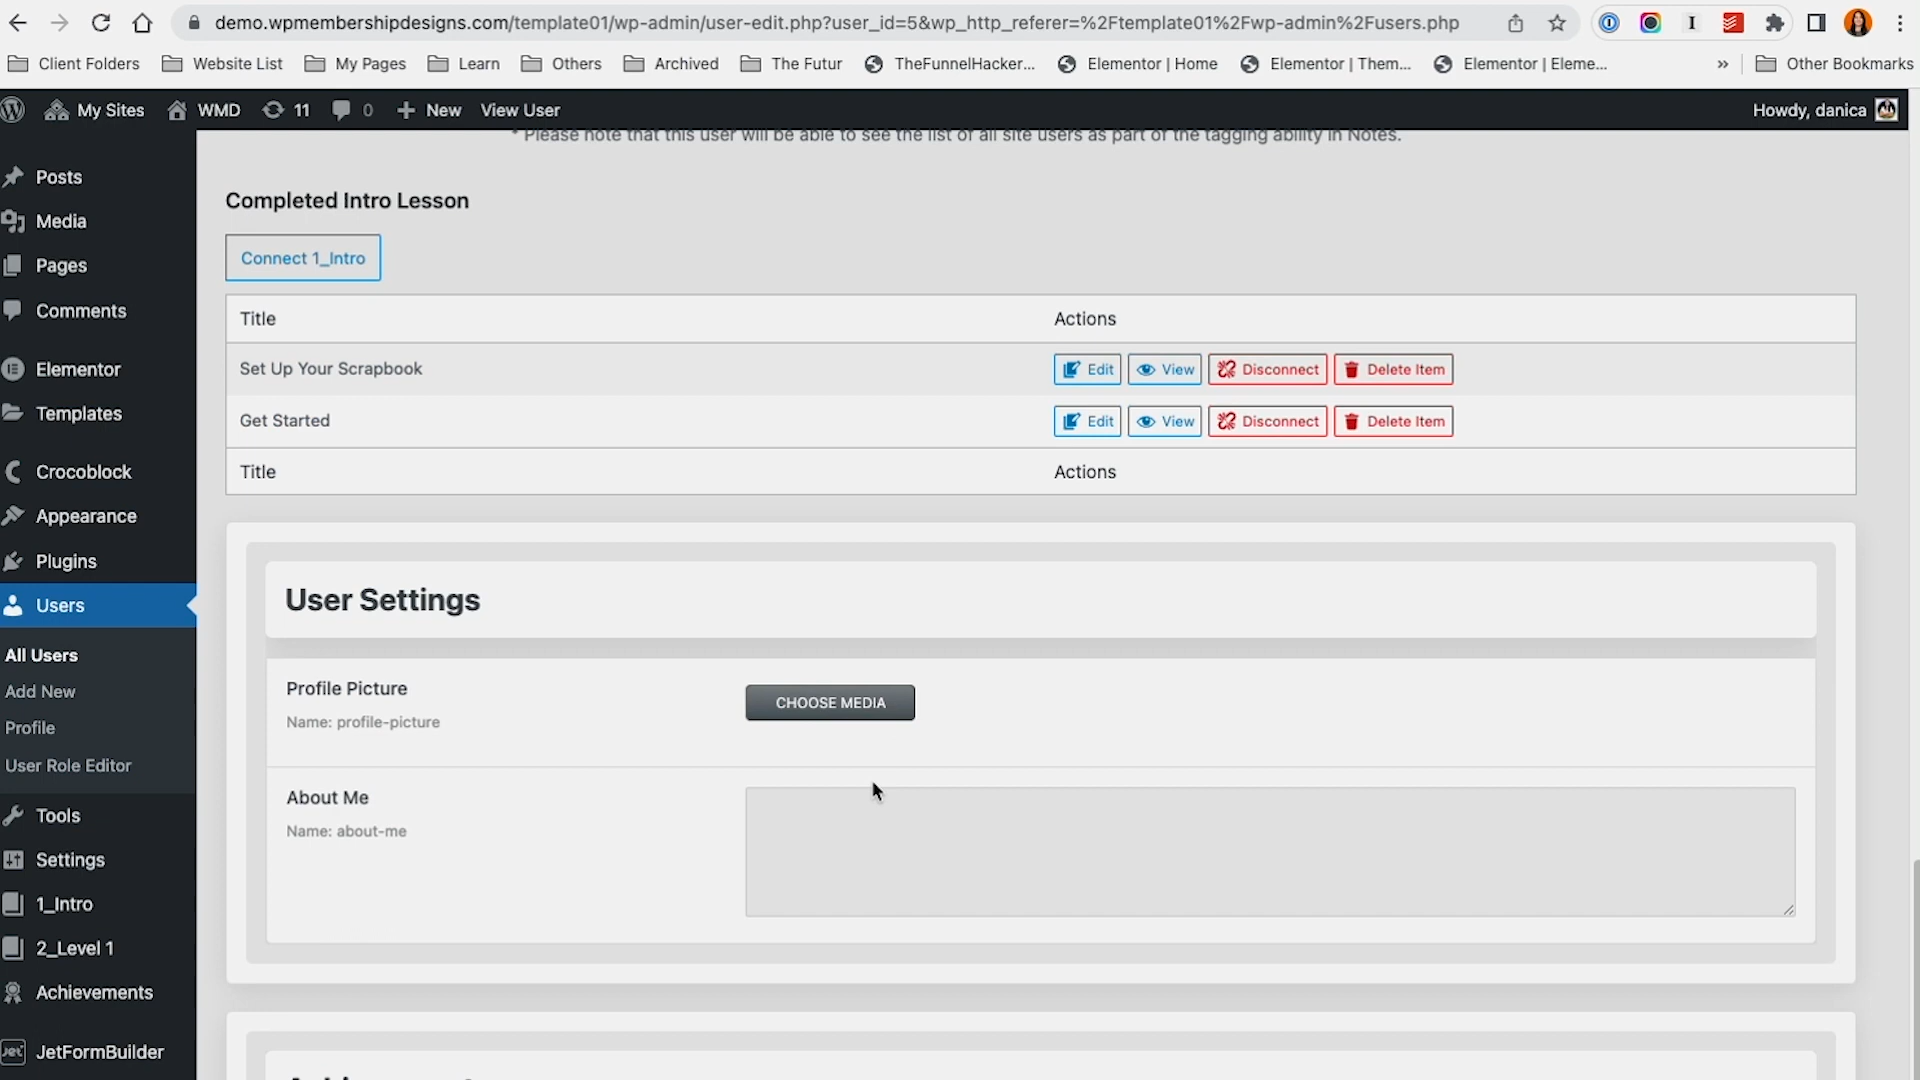 demo.wpmembershipdesigns.com/template01/wp-admin/user-edit.php?user_id=5&wp_http_referer=%2Ftemplate01%2Fwp-admin%2Fusers.php
Client Folders Website List My Pages Learn Others Archived The Futur TheFunnelHacker... Elementor | Home Elementor | Them... Elementor | Eleme... » Other Bookmarks
My Sites WMD 11 0 New View User Howdy, danica
* Please note that this user will be able to see the list of all site users as part of the tagging ability in Notes.
Posts
Media
Pages
Comments
Elementor
Templates
Crocoblock
Appearance
Plugins
Users
All Users
Add New
Profile
User Role Editor
Tools
Settings
1_Intro
2_Level 1
Achievements
JetFormBuilder
Completed Intro Lesson
Connect 1_Intro
Title Actions
Set Up Your Scrapbook Edit View Disconnect Delete Item
Get Started Edit View Disconnect Delete Item
Title Actions
User Settings
Profile Picture
Name: profile-picture
CHOOSE MEDIA
About Me
Name: about-me